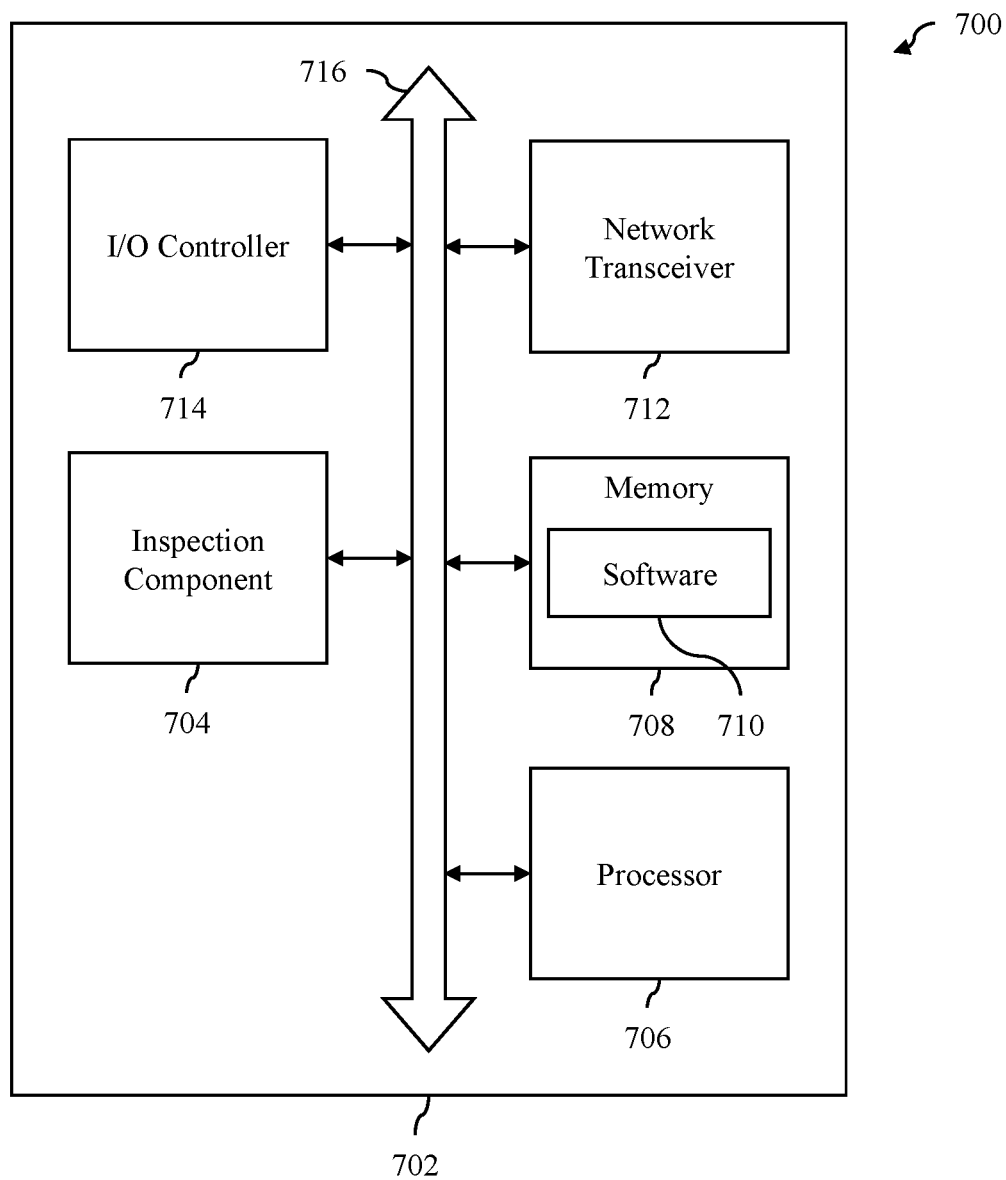 700
716
I/O Controller
714
Network
Transceiver
712
Inspection
Component
704
Memory
Software
708
710
Processor
706
702